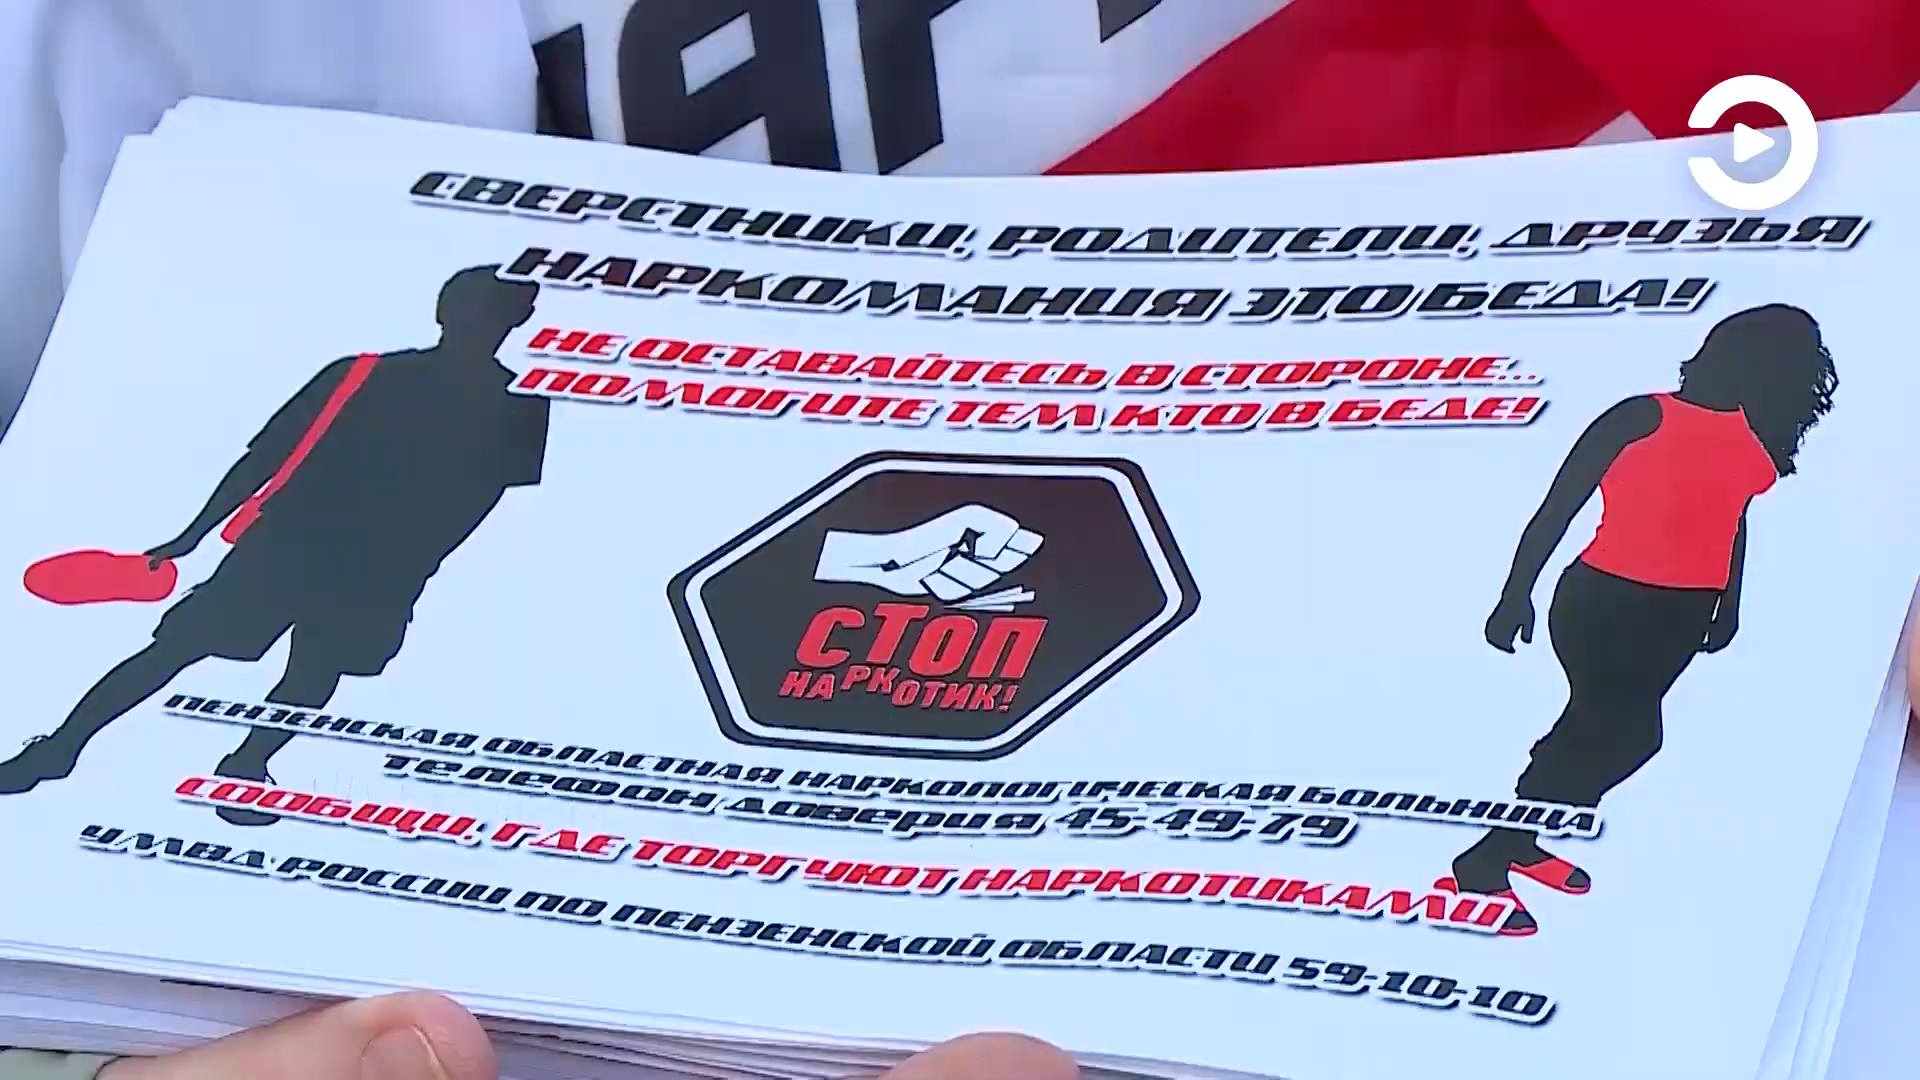 СВЕРСТНИКИ, РОДИТЕЛИ, ДРУЗЬЯ
НАРКОМАНИЯ ЭТО БЕДА!
НЕ ОСТАВАЙТЕСЬ В СТОРОНЕ...
ПОМОГИТЕ ТЕМ КТО В БЕДЕ!
СТОП
НАРКОТИК!
ПЕНЗЕНСКАЯ ОБЛАСТНАЯ НАРКОЛОГИЧЕСКАЯ БОЛЬНИЦА
телефон доверия 45-49-79
СООБЩИ, ГДЕ ТОРГУЮТ НАРКОТИКАМИ
УМВД РОССИИ ПО ПЕНЗЕНСКОЙ ОБЛАСТИ 59-10-10